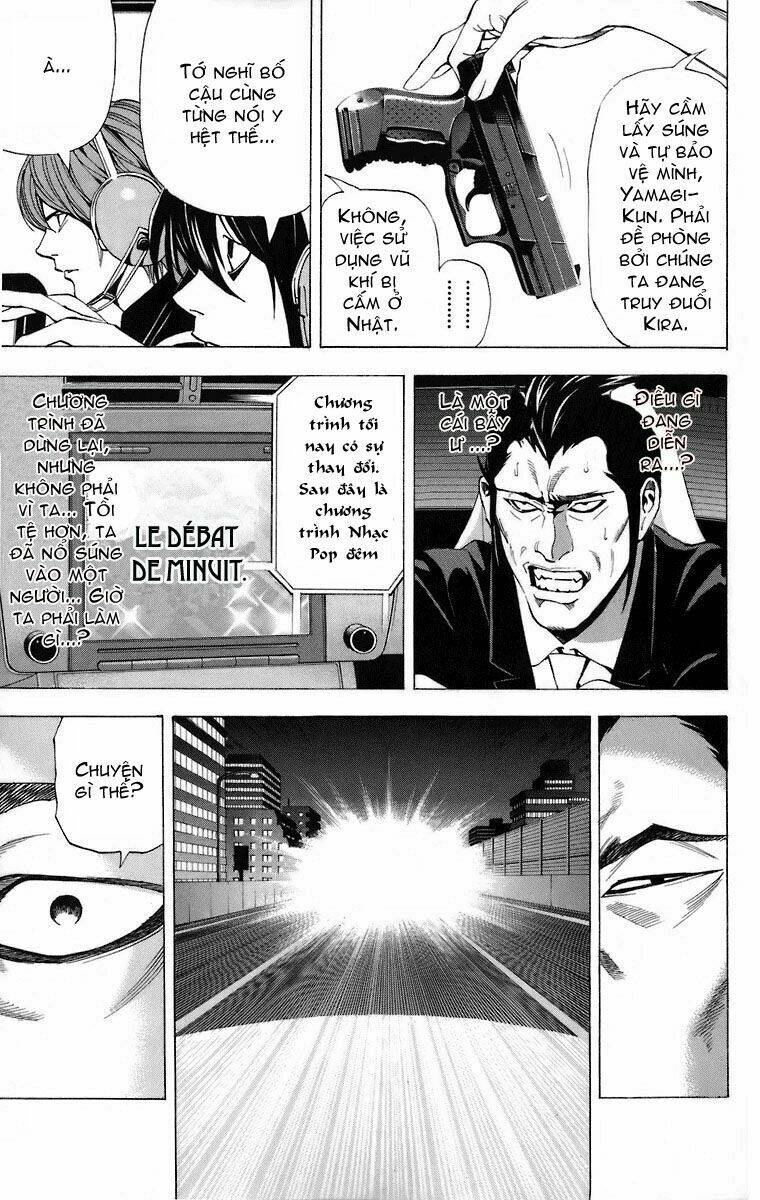 HÃY CẦM
LẤY SÚNG
VÀ TỰ BẢO
VỆ MÌNH,
YAMAGI-
KUN. PHẢI
ĐỀ PHÒNG
BỞI CHÚNG
TA ĐANG
TRUY ĐUỔI
KIRA.
KHÔNG,
VIỆC SỬ
DỤNG VŨ
KHÍ BỊ
CẤM Ở
NHẬT.
TỚ NGHĨ BỐ
CẬU CŨNG
TỪNG NÓI Y
HỆT THẾ...
À...
ĐIỀU GÌ
ĐANG
DIỄN
RA...?
LÀ MỘT
CÁI BẪY
Ư ...?
Chương
trình tối
nay có sự
thay đổi.
Sau đây là
chương
trình Nhạc
Pop đêm
LE DÉBAT
DE MINUIT.
CHƯƠNG
TRÌNH ĐÃ
DỪNG LẠI,
NHƯNG
KHÔNG PHẢI
VÌ TA... TỒI
TỆ HƠN, TA
ĐÃ NỔ SÚNG
VÀO MỘT
NGƯỜI... GIỜ
TA PHẢI LÀM
GÌ...?
CHUYỆN
GÌ THẾ?